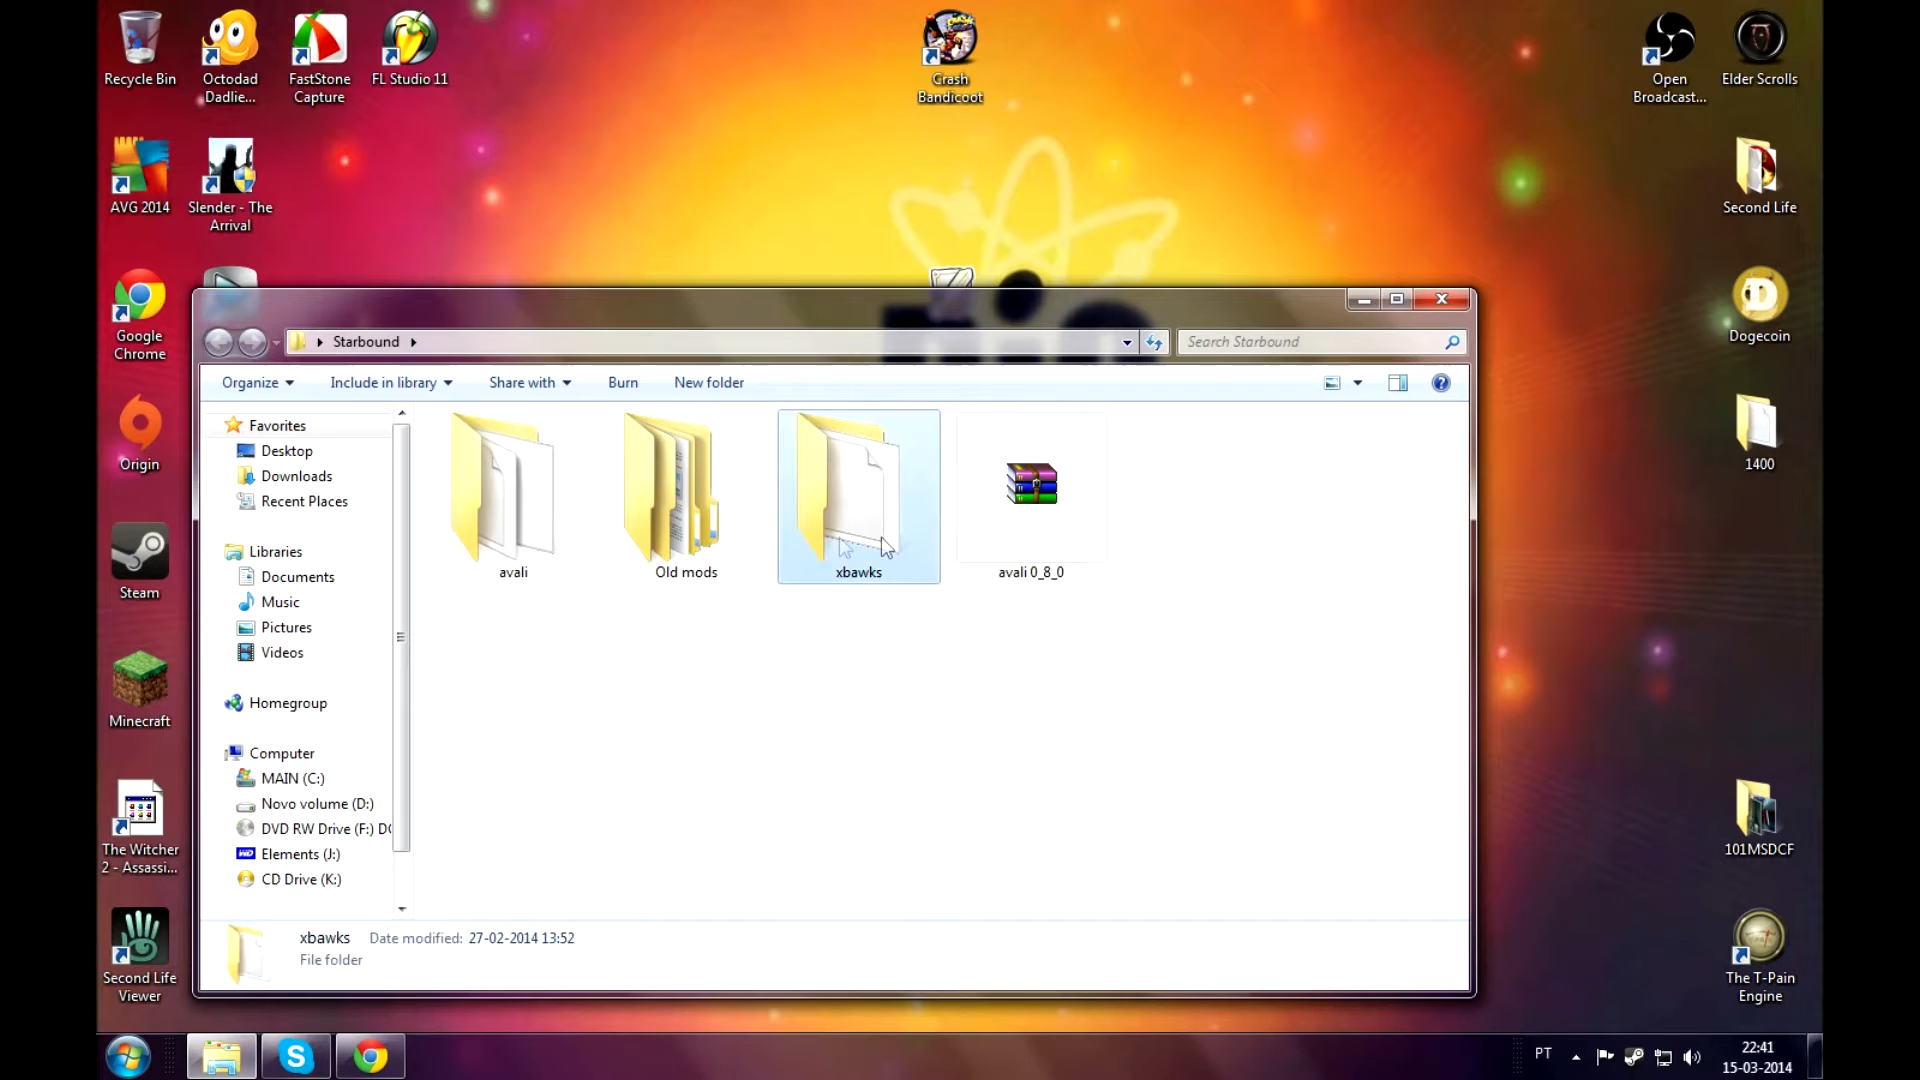 Recycle Bin
Octodad
Dadlie...
FastStone
Capture
FL Studio 11
Crash
Bandicoot
Open
Broadcast...
Elder Scrolls
AVG 2014
Slender - The
Arrival
Second Life
Google
Chrome
Dogecoin
Origin
1400
Steam
Minecraft
The Witcher
2 - Assassi...
101MSDCF
Second Life
Viewer
The T-Pain
Engine
Starbound
Search Starbound
Organize
Include in library
Share with
Burn
New folder
Favorites
Desktop
Downloads
Recent Places
Libraries
Documents
Music
Pictures
Videos
Homegroup
Computer
MAIN (C:)
Novo volume (D:)
DVD RW Drive (F:) D
Elements (J:)
CD Drive (K:)
avali
Old mods
xbawks
avali 0_8_0
xbawks Date modified: 27-02-2014 13:52
File folder
PT
22:41
15-03-2014